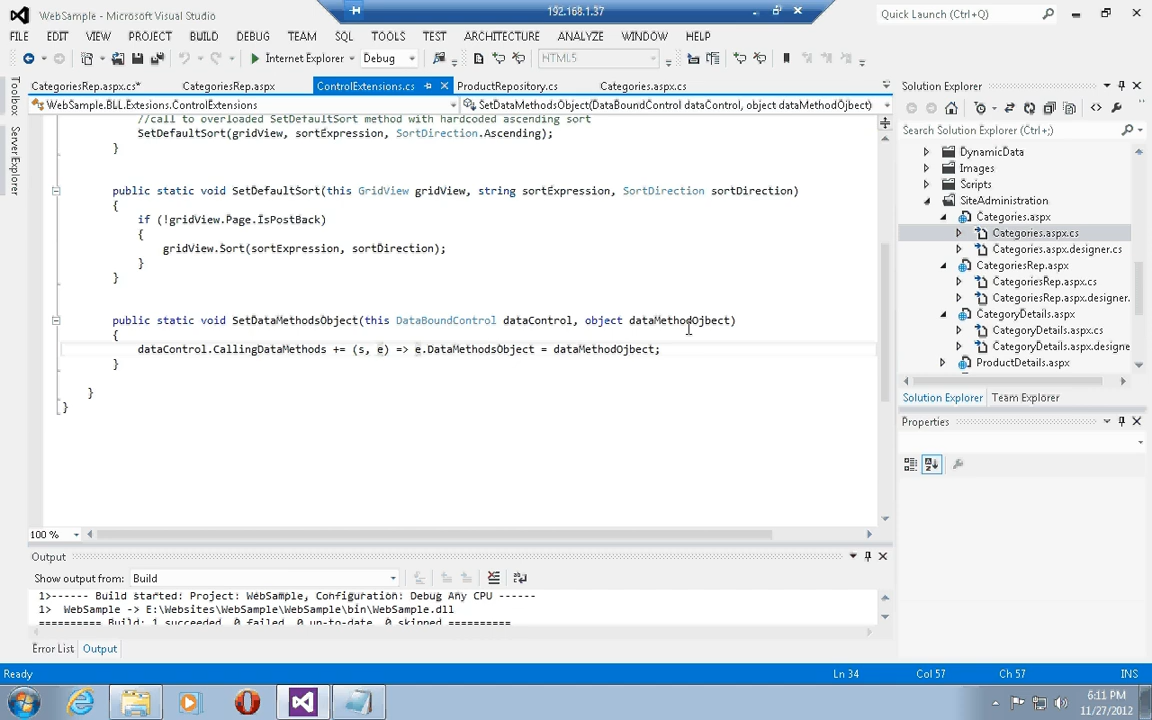 WebSample - Microsoft Visual Studio
192.168.1.37
Quick Launch (Ctrl+Q)
FILE EDIT VIEW PROJECT BUILD DEBUG TEAM SQL TOOLS TEST ARCHITECTURE ANALYZE WINDOW HELP
Internet Explorer Debug HTML5
CategoriesRep.aspx.cs* CategoriesRep.aspx ControlExtensions.cs ProductRepository.cs Categories.aspx.cs
WebSample.BLL.Extesions.ControlExtensions SetDataMethodsObject(DataBoundControl dataControl, object dataMethodOjbect)
Toolbox
Server Explorer
//call to overloaded SetDefaultSort method with hardcoded ascending sort
SetDefaultSort(gridView, sortExpression, SortDirection.Ascending);
}
public static void SetDefaultSort(this GridView gridView, string sortExpression, SortDirection sortDirection)
{
if (!gridView.Page.IsPostBack)
{
gridView.Sort(sortExpression, sortDirection);
}
}
public static void SetDataMethodsObject(this DataBoundControl dataControl, object dataMethodOjbect)
{
dataControl.CallingDataMethods += (s, e) => e.DataMethodsObject = dataMethodOjbect;
}
}
}
100 %
Output
Show output from: Build
1>------ Build started: Project: WebSample, Configuration: Debug Any CPU ------
1> WebSample -> E:\Websites\WebSample\WebSample\bin\WebSample.dll
========== Build: 1 succeeded, 0 failed, 0 up-to-date, 0 skipped ==========
Error List Output
Solution Explorer
Search Solution Explorer (Ctrl+;)
DynamicData
Images
Scripts
SiteAdministration
Categories.aspx
Categories.aspx.cs
Categories.aspx.designer.cs
CategoriesRep.aspx
CategoriesRep.aspx.cs
CategoriesRep.aspx.designer.
CategoryDetails.aspx
CategoryDetails.aspx.cs
CategoryDetails.aspx.designe
ProductDetails.aspx
Solution Explorer Team Explorer
Properties
Ready Ln 34 Col 57 Ch 57 INS
6:11 PM
11/27/2012